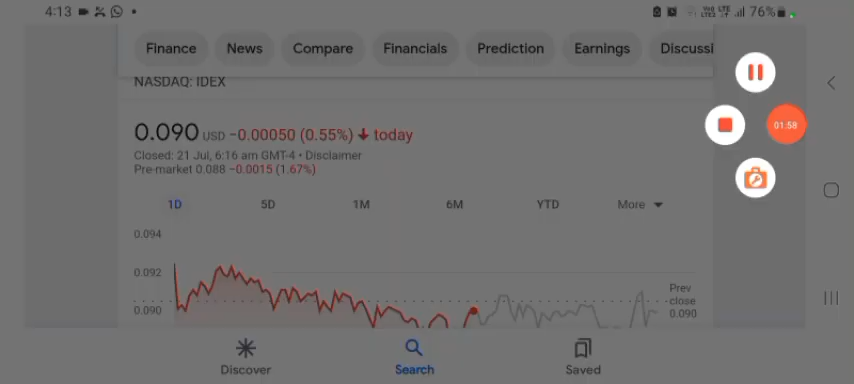 4:13
Vo) LTE
LTE2
76%
Finance News Compare Financials Prediction Earnings Discussi
NASDAQ: IDEX
0.090 USD −0.00050 (0.55%) today
Closed: 21 Jul, 6:16 am GMT-4 • Disclaimer
Pre-market 0.088 −0.0015 (1.67%)
01:58
1D 5D 1M 6M YTD More
0.094
0.092
0.090
Prev
close
0.090
Discover Search Saved